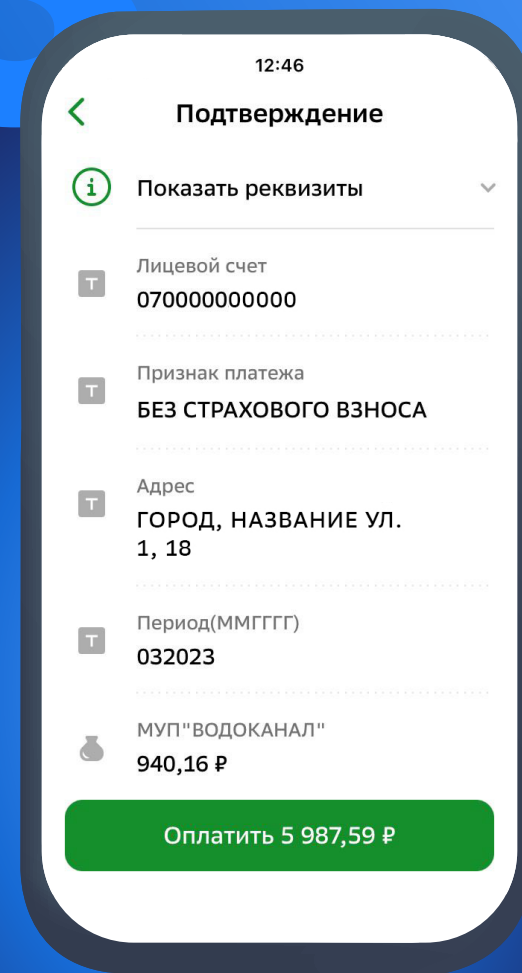 12:46
Подтверждение
i
Показать реквизиты
Лицевой счет
Т
070000000000
Признак платежа
Т
БЕЗ СТРАХОВОГО ВЗНОСА
Адрес
Т
ГОРОД, НАЗВАНИЕ УЛ.
1, 18
Период(ММГГГГ)
Т
032023
МУП"ВОДОКАНАЛ"
940,16 ₽
Оплатить 5 987,59 ₽